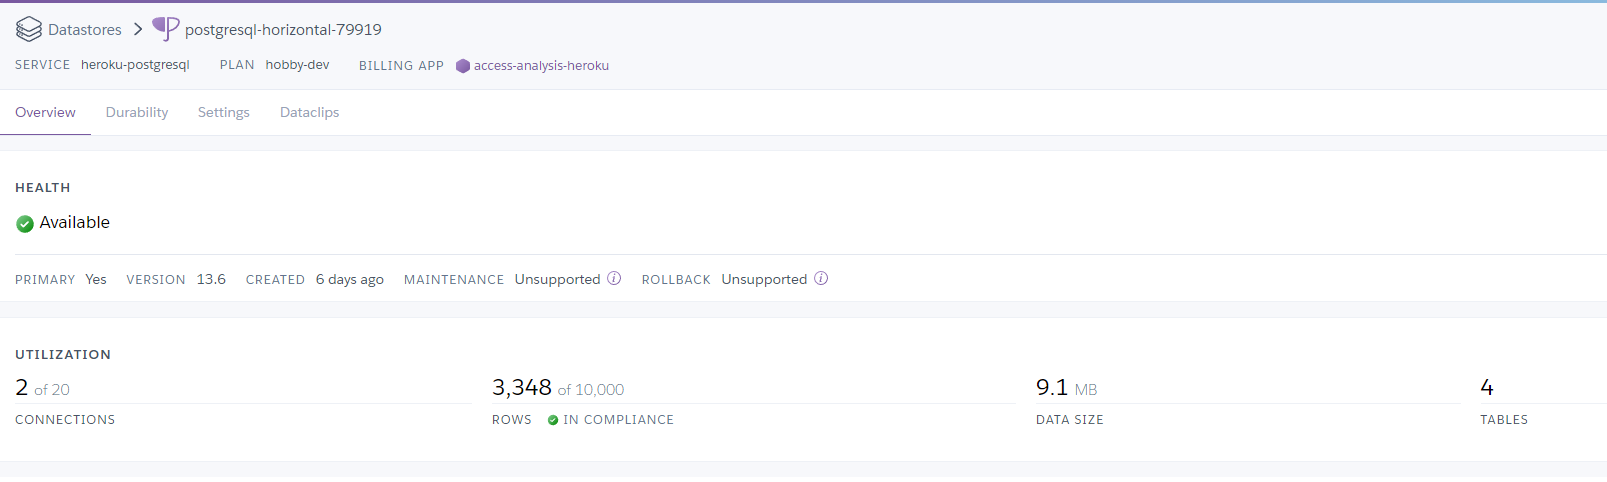 Datastores > postgresql-horizontal-79919
SERVICE heroku-postgresql PLAN hobby-dev BILLING APP access-analysis-heroku
Overview Durability Settings Dataclips
HEALTH
Available
PRIMARY Yes VERSION 13.6 CREATED 6 days ago MAINTENANCE Unsupported ROLLBACK Unsupported
UTILIZATION
2 of 20 3,348 of 10,000 9.1 MB 4
CONNECTIONS ROWS IN COMPLIANCE DATA SIZE TABLES